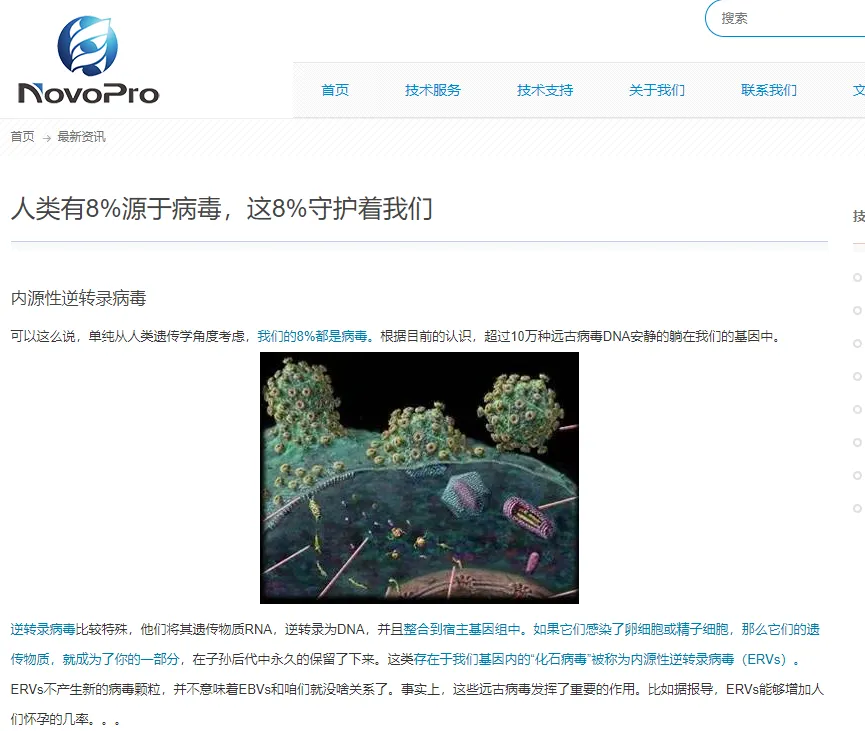 搜索
NovoPro
首页
技术服务
技术支持
关于我们
联系我们
文
首页 → 最新资讯
人类有8%源于病毒，这8%守护着我们
技
内源性逆转录病毒
可以这么说，单纯从人类遗传学角度考虑，我们的8%都是病毒。根据目前的认识，超过10万种远古病毒DNA安静的躺在我们的基因中。
逆转录病毒比较特殊，他们将其遗传物质RNA，逆转录为DNA，并且整合到宿主基因组中。如果它们感染了卵细胞或精子细胞，那么它们的遗
传物质，就成为了你的一部分，在子孙后代中永久的保留了下来。这类存在于我们基因内的“化石病毒”被称为内源性逆转录病毒（ERVs）。
ERVs不产生新的病毒颗粒，并不意味着EBVs和咱们就没啥关系了。事实上，这些远古病毒发挥了重要的作用。比如据报导，ERVs能够增加人
们怀孕的几率。。。